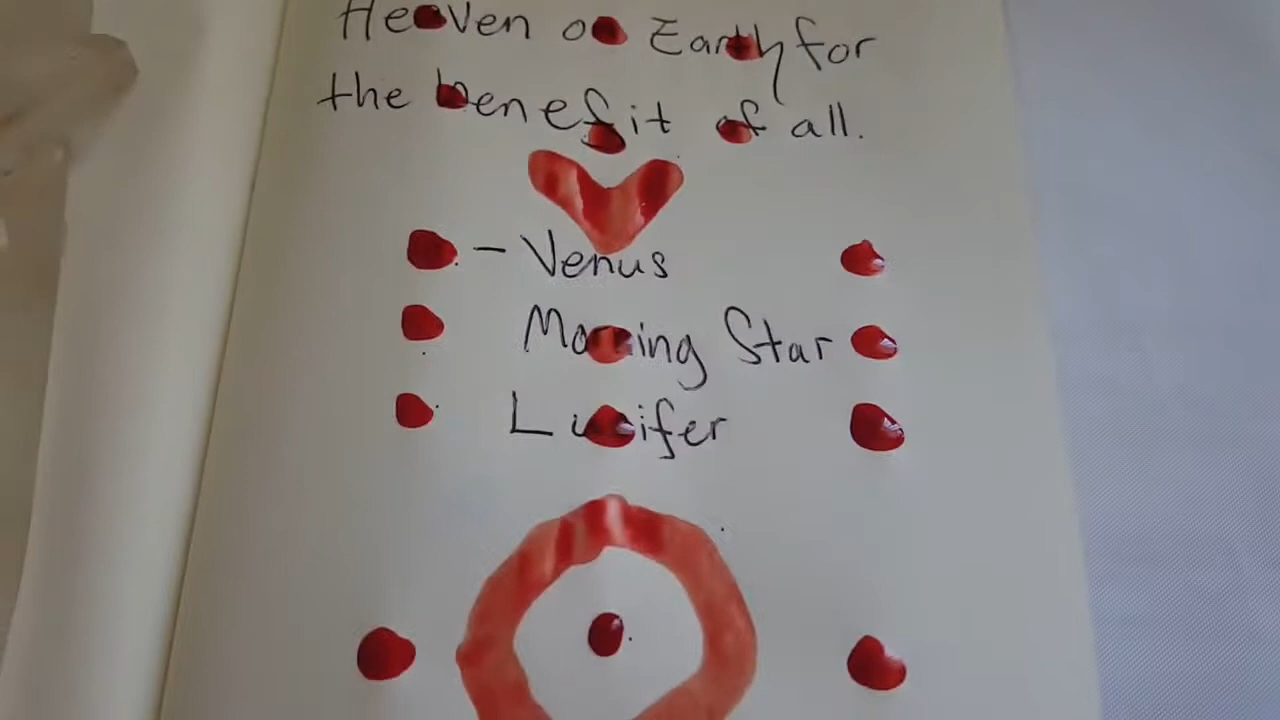 Heaven on Earth for
the benefit of all.
- Venus
Morning Star
Lucifer